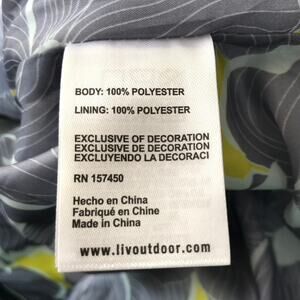 BODY: 100% POLYESTER
LINING: 100% POLYESTER
EXCLUSIVE OF DECORATION
EXCLUSIVE DE DECORATION
EXCLUYENDO LA DECORACI
RN 157450
Hecho en China
Fabriqué en Chine
Made in China
www.livoutdoor.com